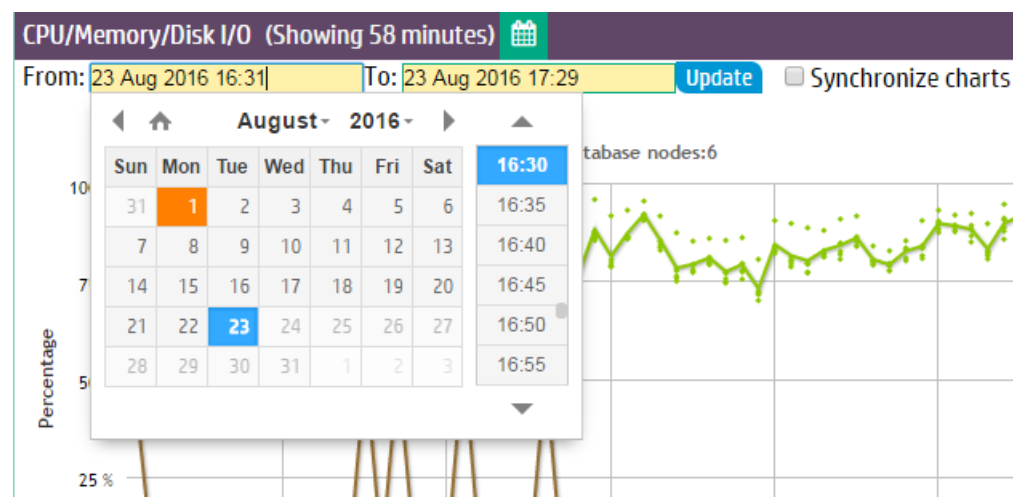 CPU/Memory/Disk I/O (Showing 58 minutes)
From: 23 Aug 2016 16:31 To: 23 Aug 2016 17:29 Update Synchronize charts
August 2016
tabase nodes:6
Sun Mon Tue Wed Thu Fri Sat 16:30
31 1 2 3 4 5 6 16:35
7 8 9 10 11 12 13 16:40
14 15 16 17 18 19 20 16:45
21 22 23 24 25 26 27 16:50
28 29 30 31 1 2 3 16:55
10
7
5
25 %
Percentage